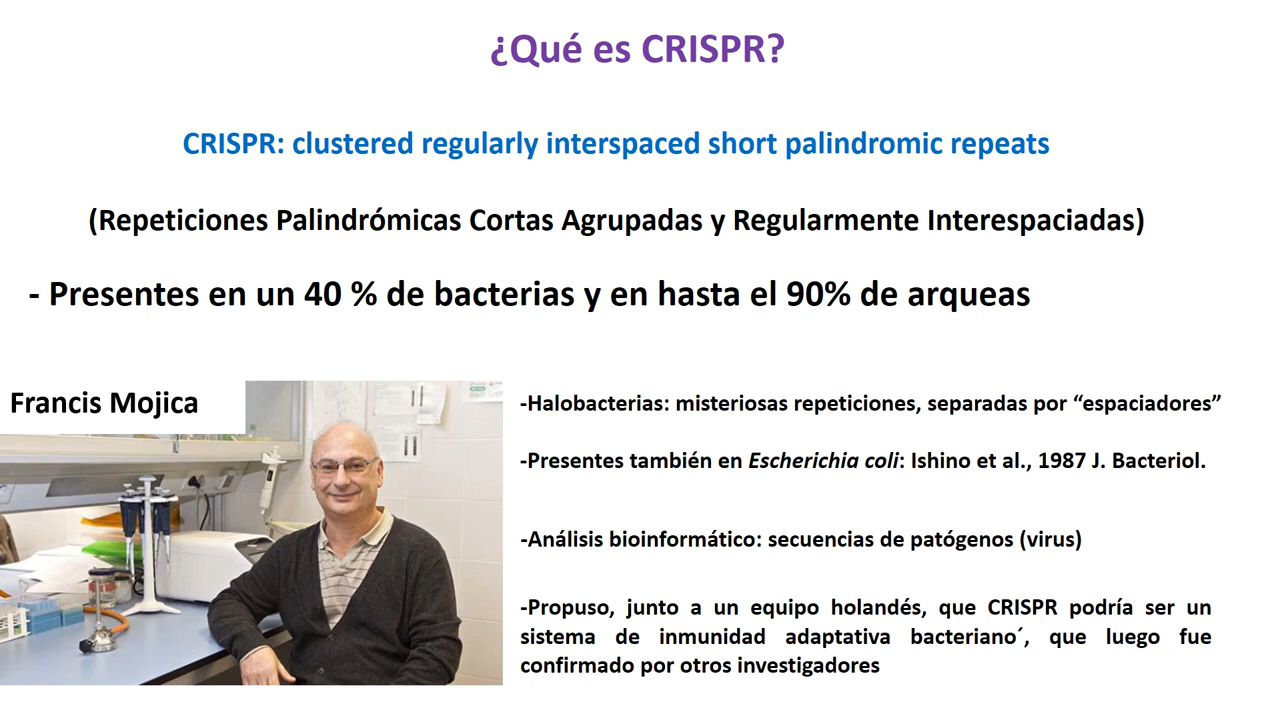 ¿Qué es CRISPR?
CRISPR: clustered regularly interspaced short palindromic repeats
(Repeticiones Palindrómicas Cortas Agrupadas y Regularmente Interespaciadas)
- Presentes en un 40 % de bacterias y en hasta el 90% de arqueas
Francis Mojica
-Halobacterias: misteriosas repeticiones, separadas por “espaciadores”
-Presentes también en Escherichia coli: Ishino et al., 1987 J. Bacteriol.
-Análisis bioinformático: secuencias de patógenos (virus)
-Propuso, junto a un equipo holandés, que CRISPR podría ser un
sistema de inmunidad adaptativa bacteriano´, que luego fue
confirmado por otros investigadores